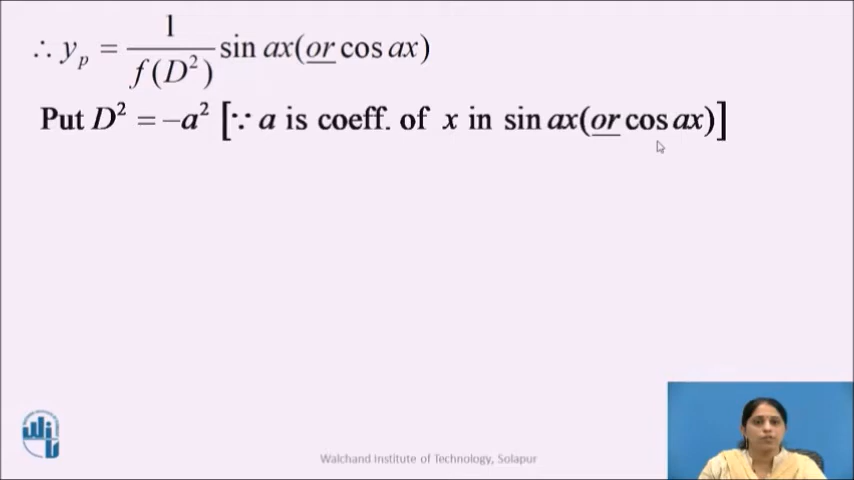 ∴ y_p = 1/f(D²) sin ax(or cos ax)
Put D² = −a² [∵ a is coeff. of x in sin ax(or cos ax)]
Walchand Institute of Technology, Solapur